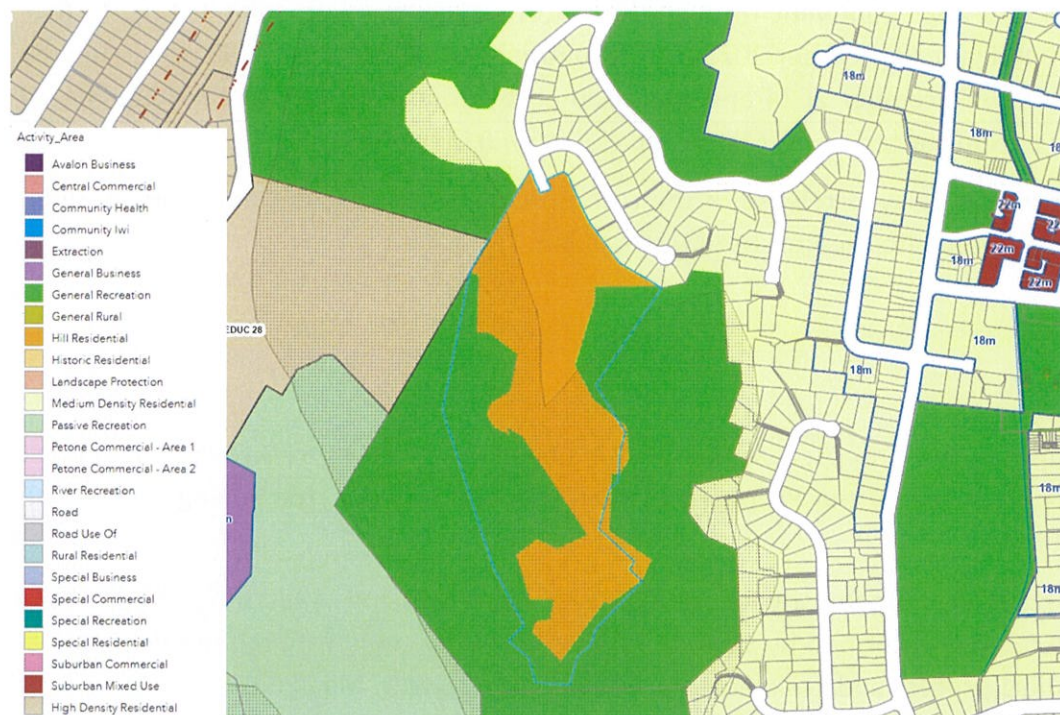 Activity_Area
Avalon Business
Central Commercial
Community Health
Community Iwi
Extraction
General Business
General Recreation
General Rural
Hill Residential
Historic Residential
Landscape Protection
Medium Density Residential
Passive Recreation
Petone Commercial - Area 1
Petone Commercial - Area 2
River Recreation
Road
Road Use Of
Rural Residential
Special Business
Special Commercial
Special Recreation
Special Residential
Suburban Commercial
Suburban Mixed Use
High Density Residential
EDUC 28
18m
18m
18m
22m
22m
18m
18m
18m
18m
18m